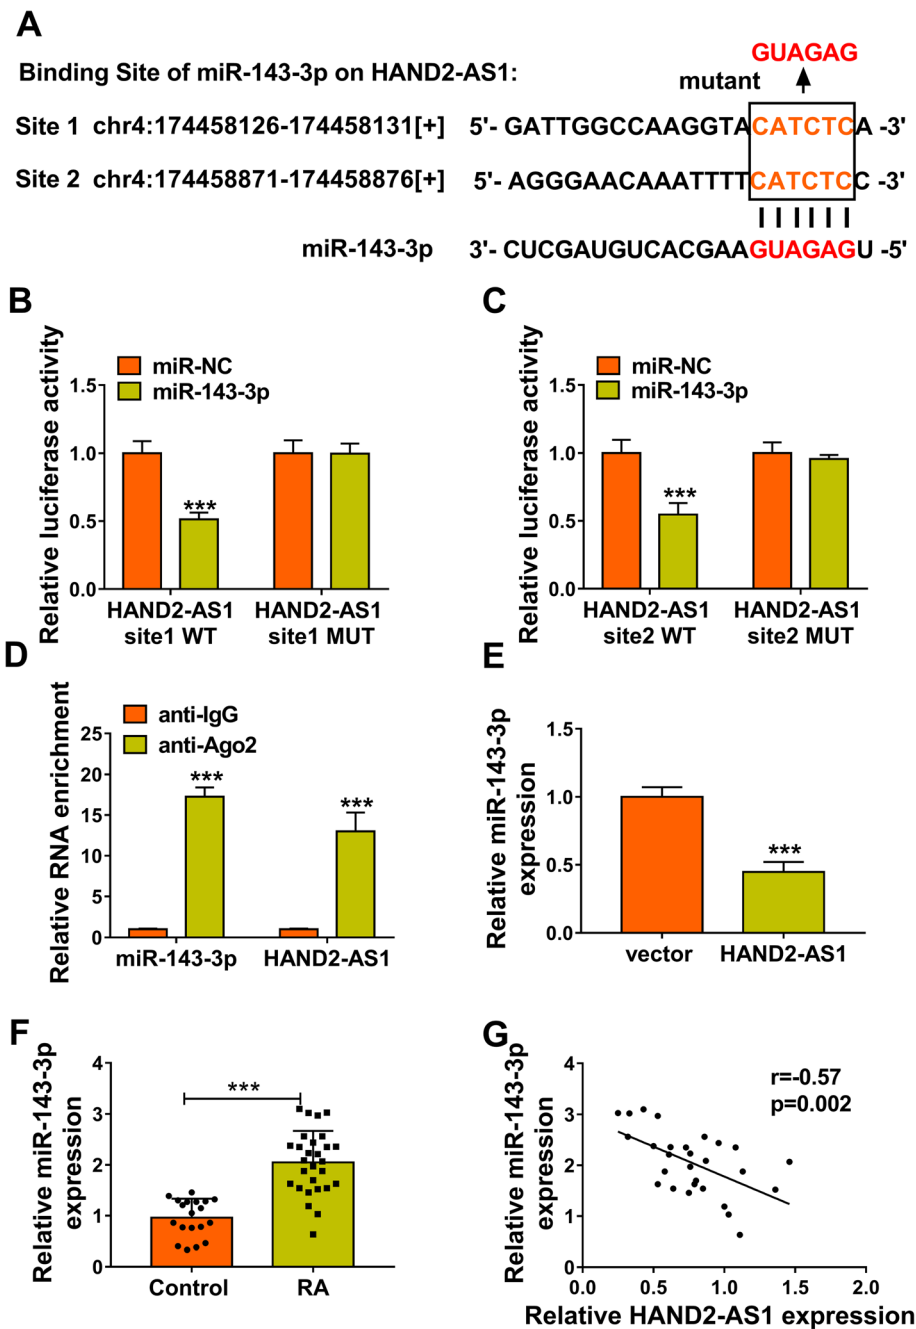 A
GUAGAG
Binding Site of miR-143-3p on HAND2-AS1:
mutant
Site 1 chr4:174458126-174458131[+] 5'- GATTGGCCAAGGTACATCTCA -3'
Site 2 chr4:174458871-174458876[+] 5'- AGGGAACAAATTTTCATCTCC -3'
miR-143-3p 3'- CUCGAUGUCACGAAGUAGAGU -5'
B
Relative luciferase activity
miR-NC
miR-143-3p
1.5
1.0
0.5
0.0
***
HAND2-AS1 site1 WT
HAND2-AS1 site1 MUT
C
Relative luciferase activity
miR-NC
miR-143-3p
1.5
1.0
0.5
0.0
***
HAND2-AS1 site2 WT
HAND2-AS1 site2 MUT
D
Relative RNA enrichment
anti-IgG
anti-Ago2
25
20
15
10
5
0
***
***
miR-143-3p
HAND2-AS1
E
Relative miR-143-3p
expression
1.5
1.0
0.5
0.0
***
vector
HAND2-AS1
F
Relative miR-143-3p
expression
4
3
2
1
0
***
Control
RA
G
Relative miR-143-3p
expression
4
3
2
1
0
r=-0.57
p=0.002
0.0 0.5 1.0 1.5 2.0
Relative HAND2-AS1 expression